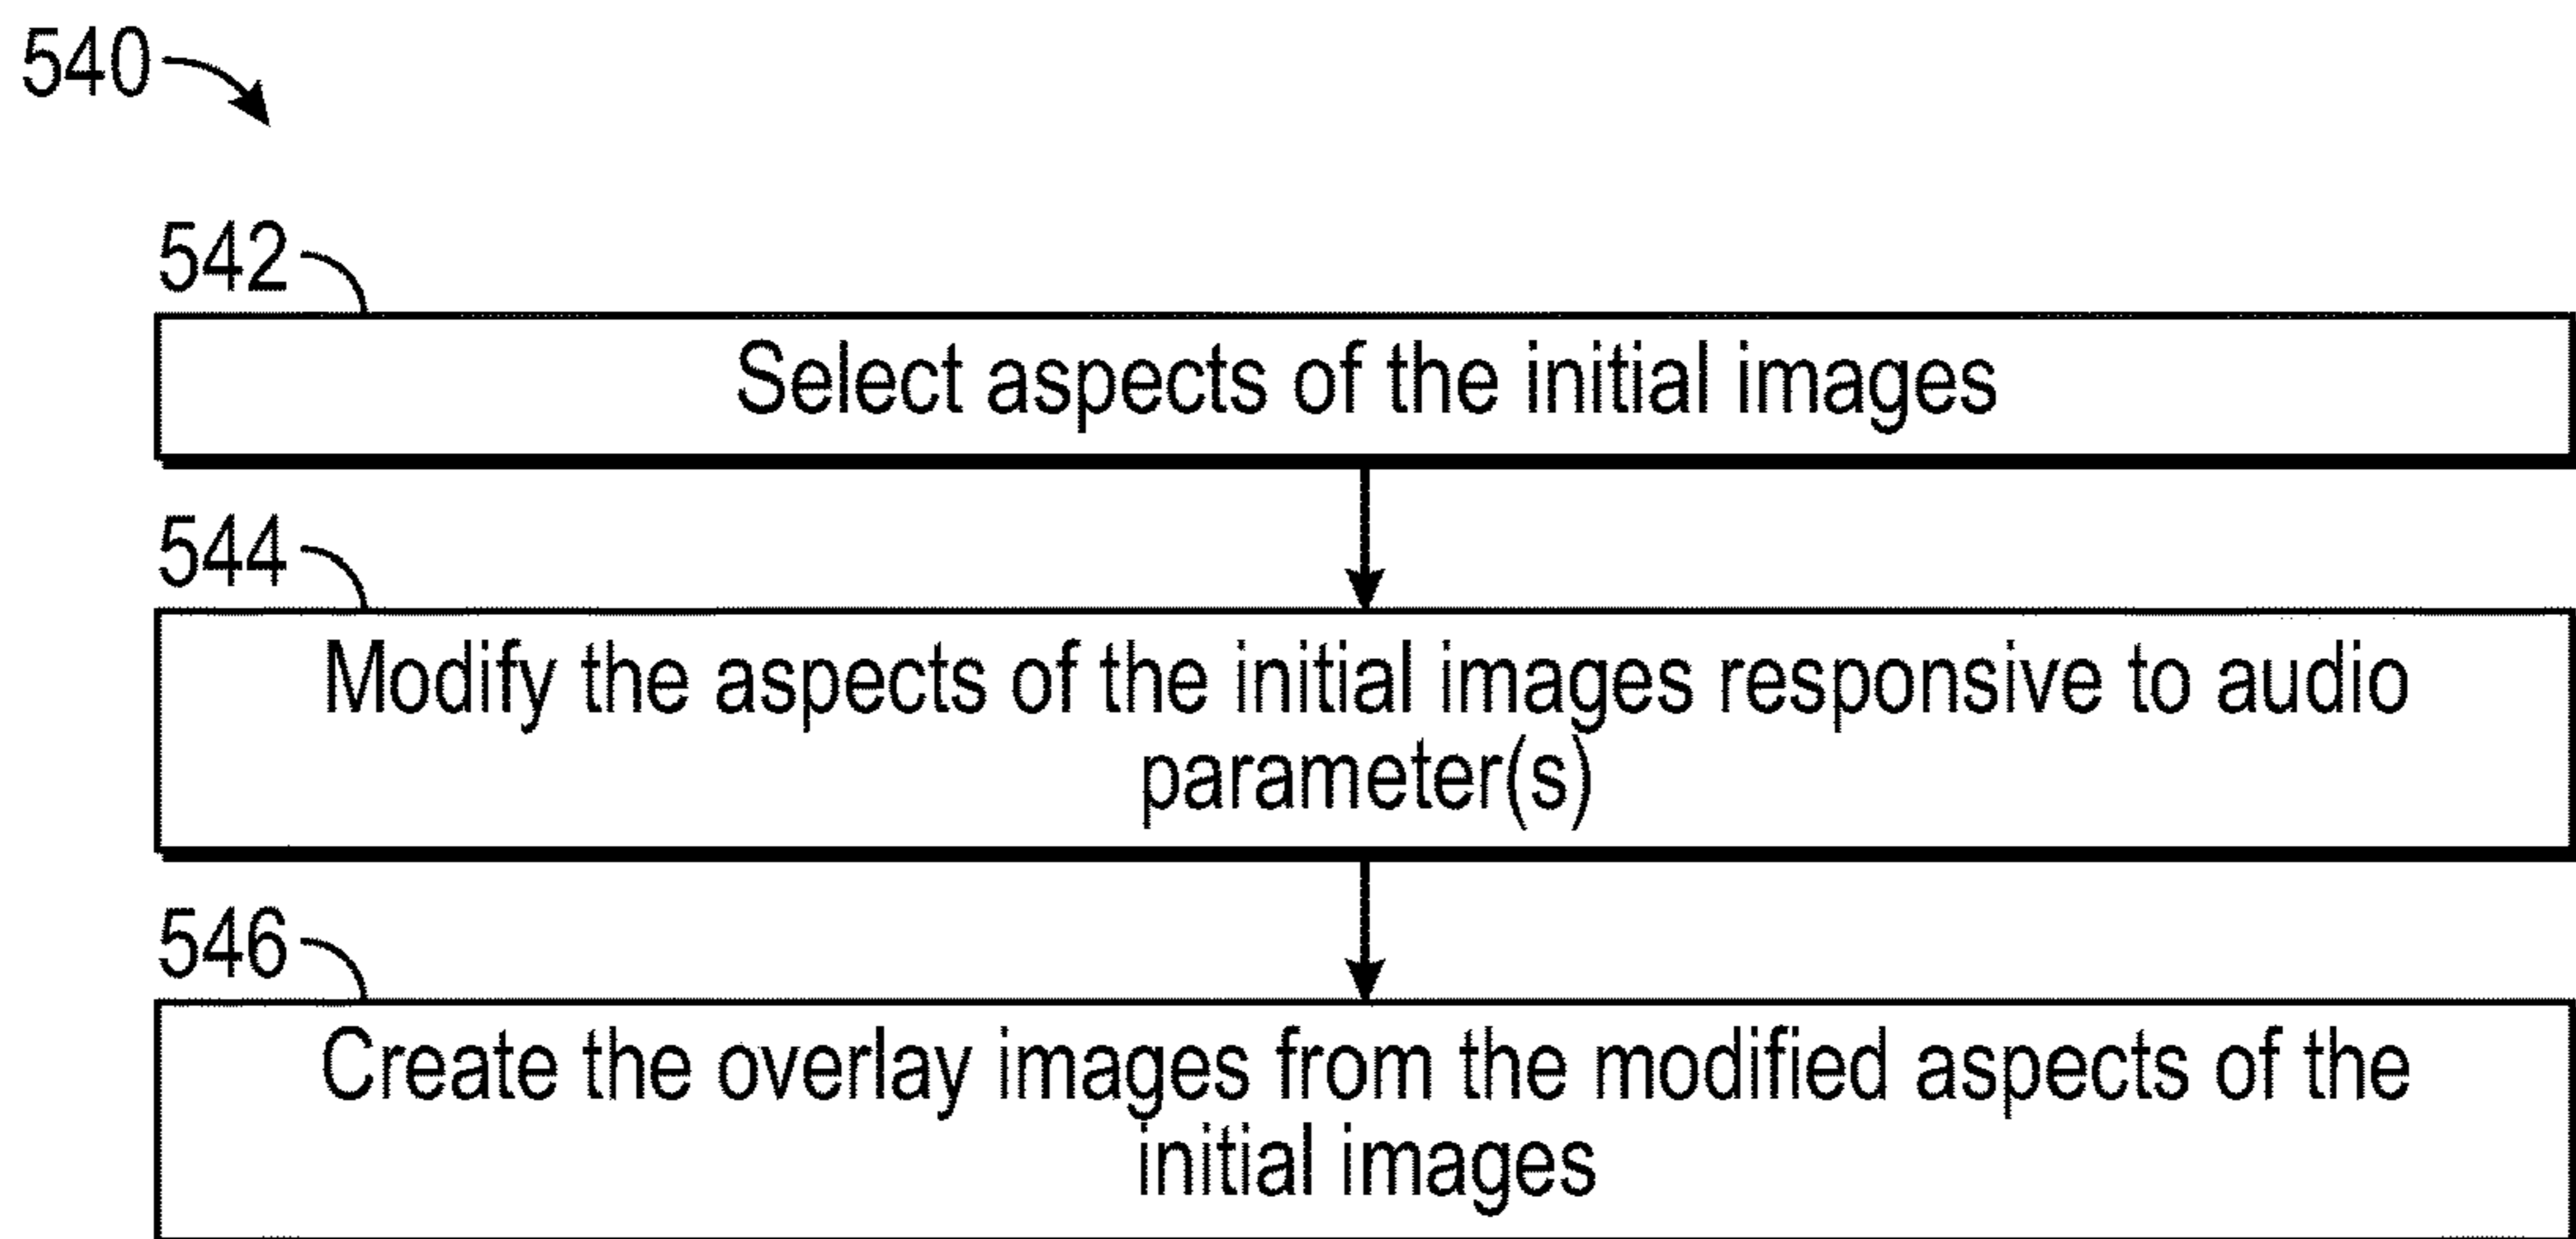 540
542
Select aspects of the initial images
544
Modify the aspects of the initial images responsive to audio
parameter(s)
546
Create the overlay images from the modified aspects of the
initial images